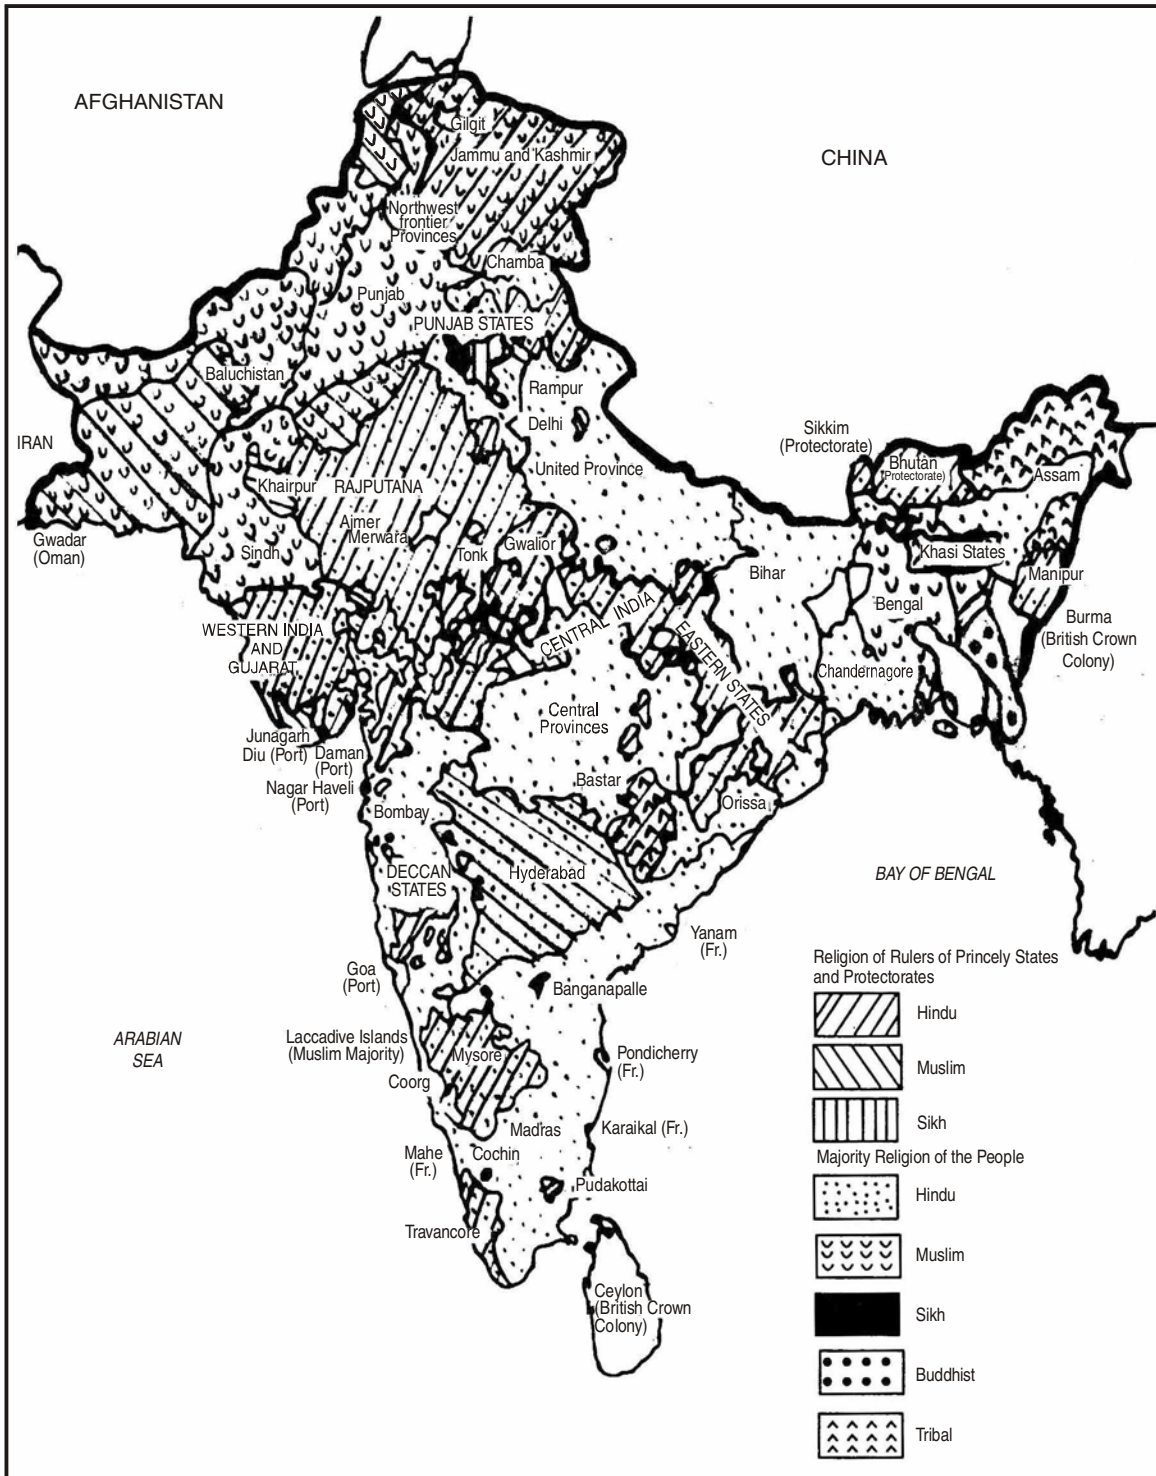 AFGHANISTAN
CHINA
Gilgit
Jammu and Kashmir
Northwest
frontier
Provinces
Chamba
Punjab
PUNJAB STATES
Baluchistan
Rampur
Delhi
IRAN
Sikkim
(Protectorate)
Bhutan
(Protectorate)
Assam
United Province
Khairpur
RAJPUTANA
Ajmer
Merwara
Gwadar
(Oman)
Sindh
Tonk
Gwalior
Khasi States
Bihar
Manipur
Bengal
Burma
(British Crown
Colony)
WESTERN INDIA
AND
GUJARAT
CENTRAL INDIA
EASTERN STATES
Chandernagore
Central
Provinces
Junagarh
Diu (Port)
Daman
(Port)
Nagar Haveli
(Port)
Bastar
Bombay
Orissa
DECCAN
STATES
Hyderabad
BAY OF BENGAL
Yanam
(Fr.)
Goa
(Port)
Banganapalle
ARABIAN
SEA
Laccadive Islands
(Muslim Majority)
Mysore
Pondicherry
(Fr.)
Coorg
Madras
Karaikal (Fr.)
Mahe
(Fr.)
Cochin
Pudakottai
Travancore
Ceylon
(British Crown
Colony)
Religion of Rulers of Princely States
and Protectorates
Hindu
Muslim
Sikh
Majority Religion of the People
Hindu
Muslim
Sikh
Buddhist
Tribal